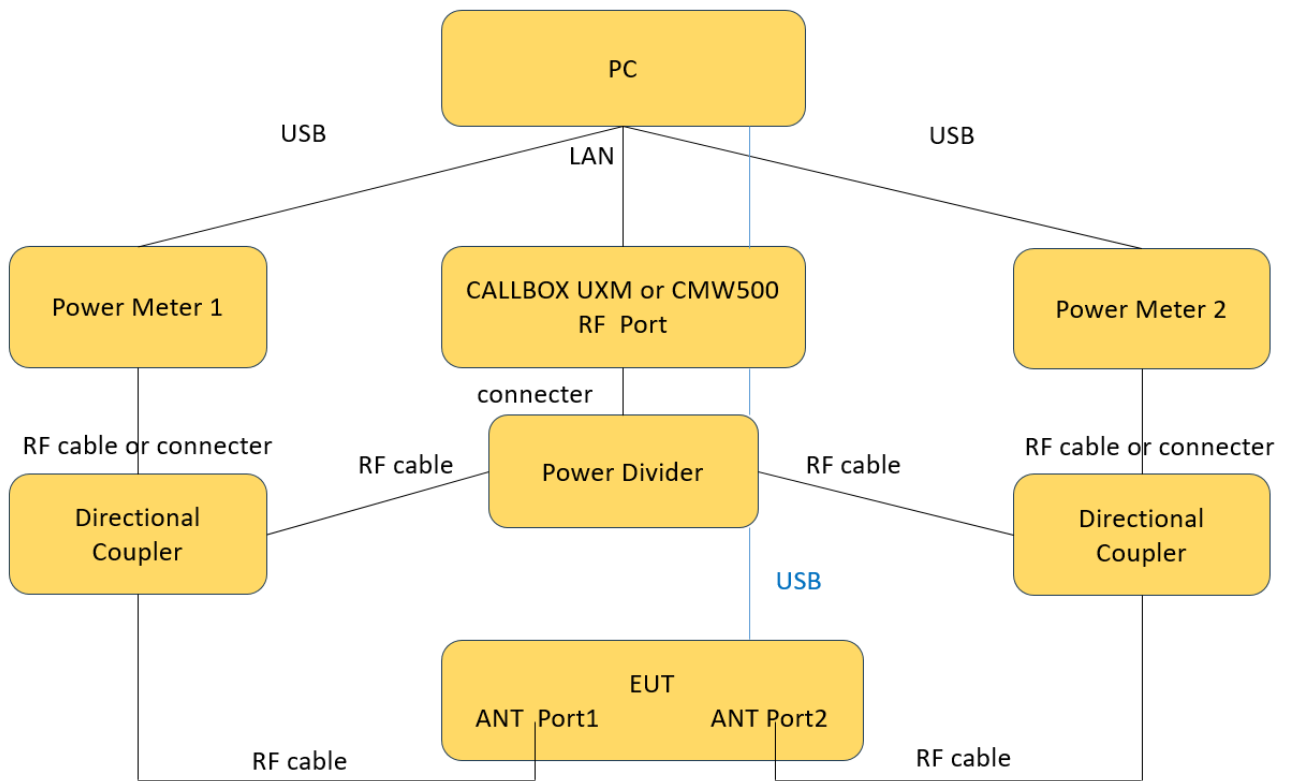 PC
USB
LAN
USB
Power Meter 1
CALLBOX UXM or CMW500
RF Port
Power Meter 2
connecter
RF cable or connecter
RF cable
Power Divider
RF cable
RF cable or connecter
Directional
Coupler
Directional
Coupler
USB
EUT
ANT Port1
ANT Port2
RF cable
RF cable